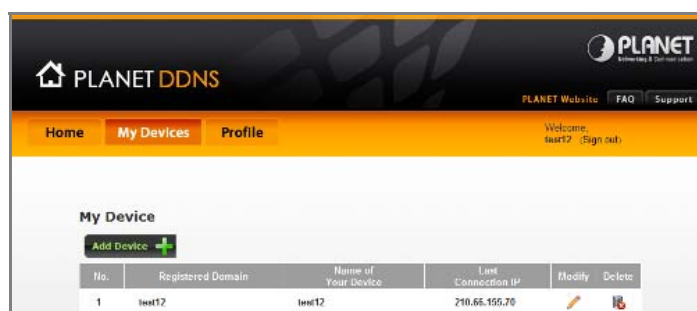 PLANET
Networking & Communication
PLANET DDNS
PLANET Website FAQ Support
Home My Devices Profile
Welcome,
test12 (Sign out)
My Device
Add Device
No. Registered Domain Name of Your Device Last Connection IP Modify Delete
1 test12 test12 210.66.155.70